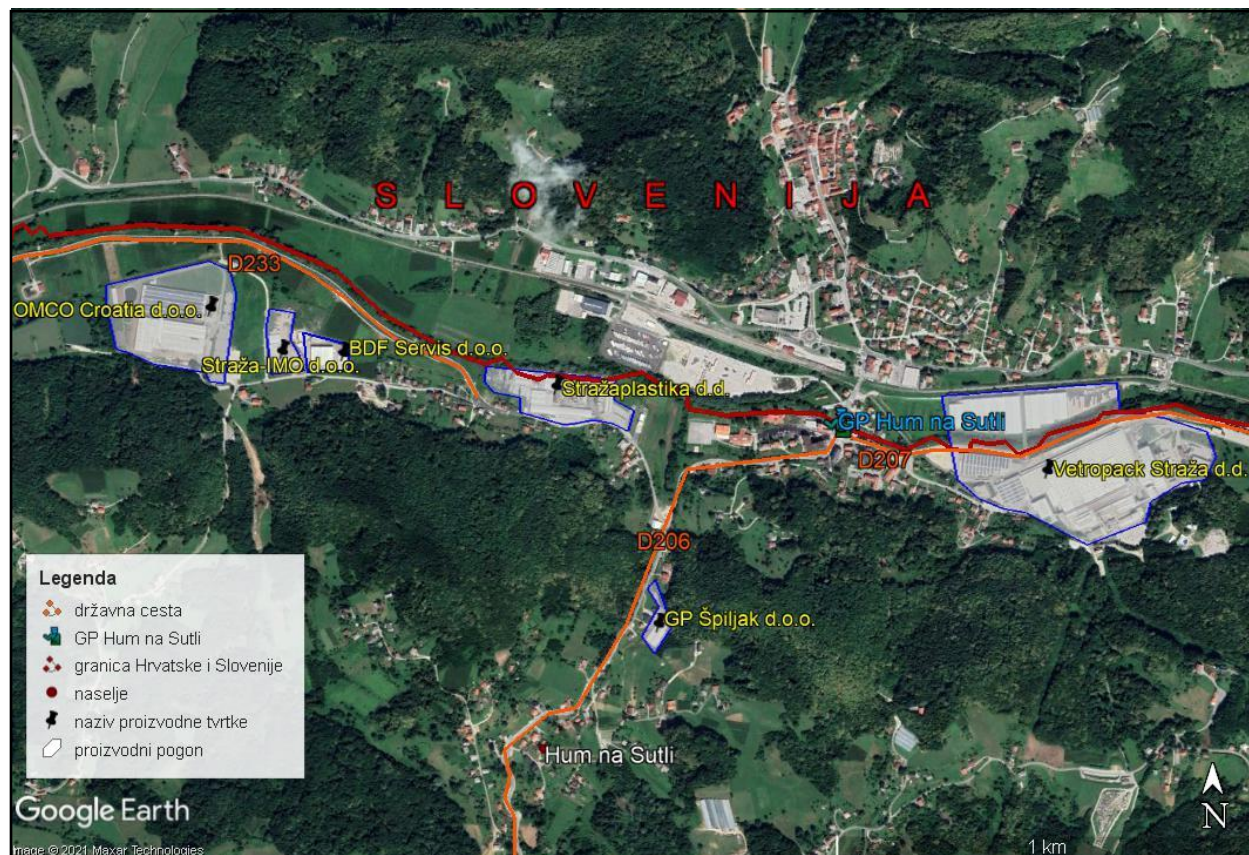 S L O V E N I J A
D233
OMCO Croatia d.o.o.
Straža-IMO d.o.o.
BDF Servis d.o.o.
Stražaplastika d.d.
GP Hum na Sutli
D207
Vetropack Straža d.d.
D206
GP Špiljak d.o.o.
Hum na Sutli
Legenda
državna cesta
GP Hum na Sutli
granica Hrvatske i Slovenije
naselje
naziv proizvodne tvrtke
proizvodni pogon
Google Earth
Image © 2021 Maxar Technologies
1 km
N